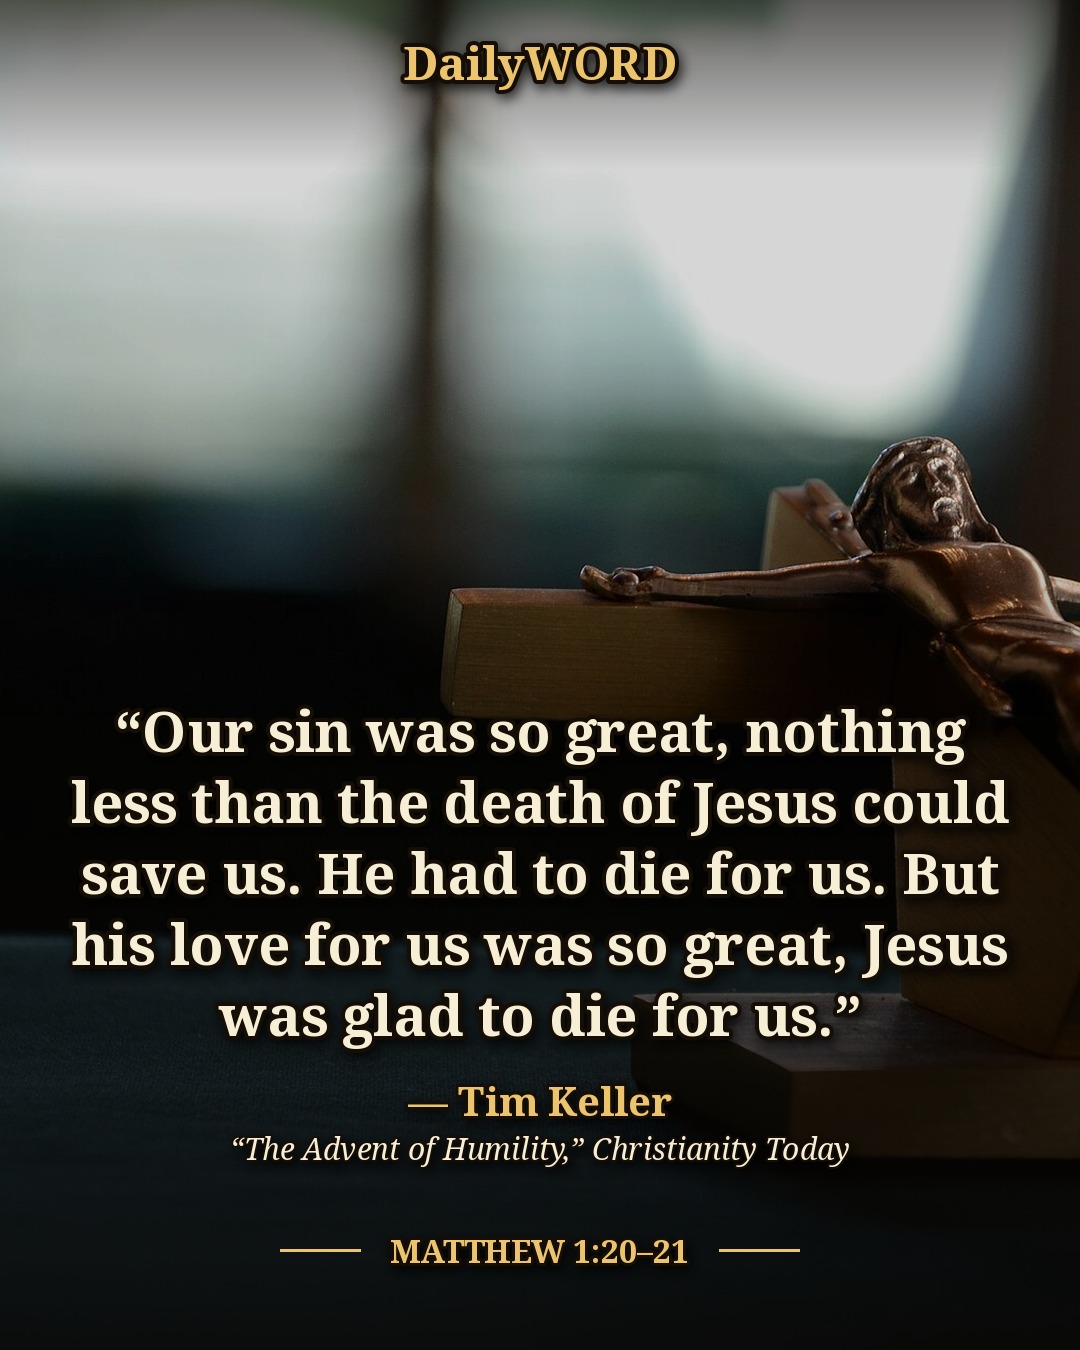 DailyWORD
“Our sin was so great, nothing
less than the death of Jesus could
save us. He had to die for us. But
his love for us was so great, Jesus
was glad to die for us.”
— Tim Keller
“The Advent of Humility,” Christianity Today
MATTHEW 1:20–21